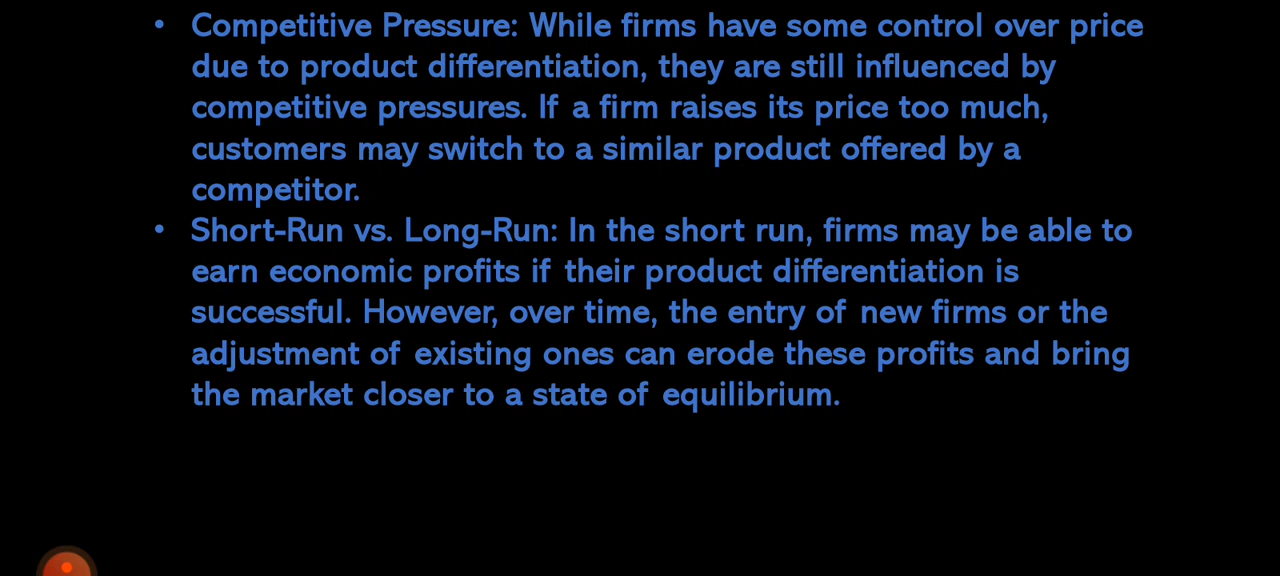 • Competitive Pressure: While firms have some control over price
due to product differentiation, they are still influenced by
competitive pressures. If a firm raises its price too much,
customers may switch to a similar product offered by a
competitor.
• Short-Run vs. Long-Run: In the short run, firms may be able to
earn economic profits if their product differentiation is
successful. However, over time, the entry of new firms or the
adjustment of existing ones can erode these profits and bring
the market closer to a state of equilibrium.